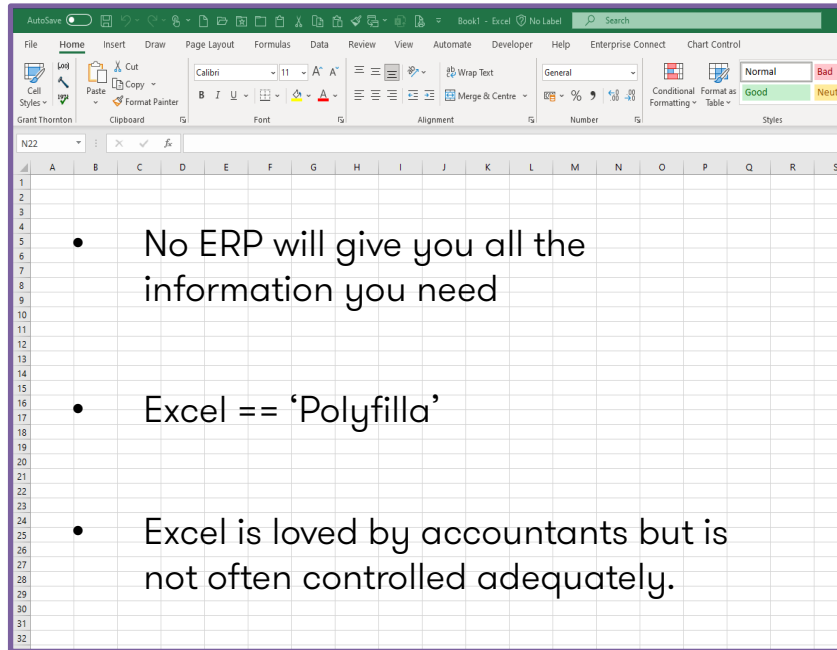 AutoSave Book1 - Excel No Label Search
File Home Insert Draw Page Layout Formulas Data Review View Automate Developer Help Enterprise Connect Chart Control
Cell Styles
Paste
Cut
Copy
Format Painter
Calibri 11 A A
B I U A
Wrap Text
Merge & Centre
General
% 9
Conditional Formatting
Format as Table
Normal Bad
Good Neut
Grant Thornton Clipboard Font Alignment Number Styles
N22 fx
A B C D E F G H I J K L M N O P Q R S
1
2
3
4
5
6
7
8
9
10
11
12
13
14
15
16
17
18
19
20
21
22
23
24
25
26
27
28
29
30
31
32
• No ERP will give you all the
information you need
• Excel == ‘Polyfilla’
• Excel is loved by accountants but is
not often controlled adequately.